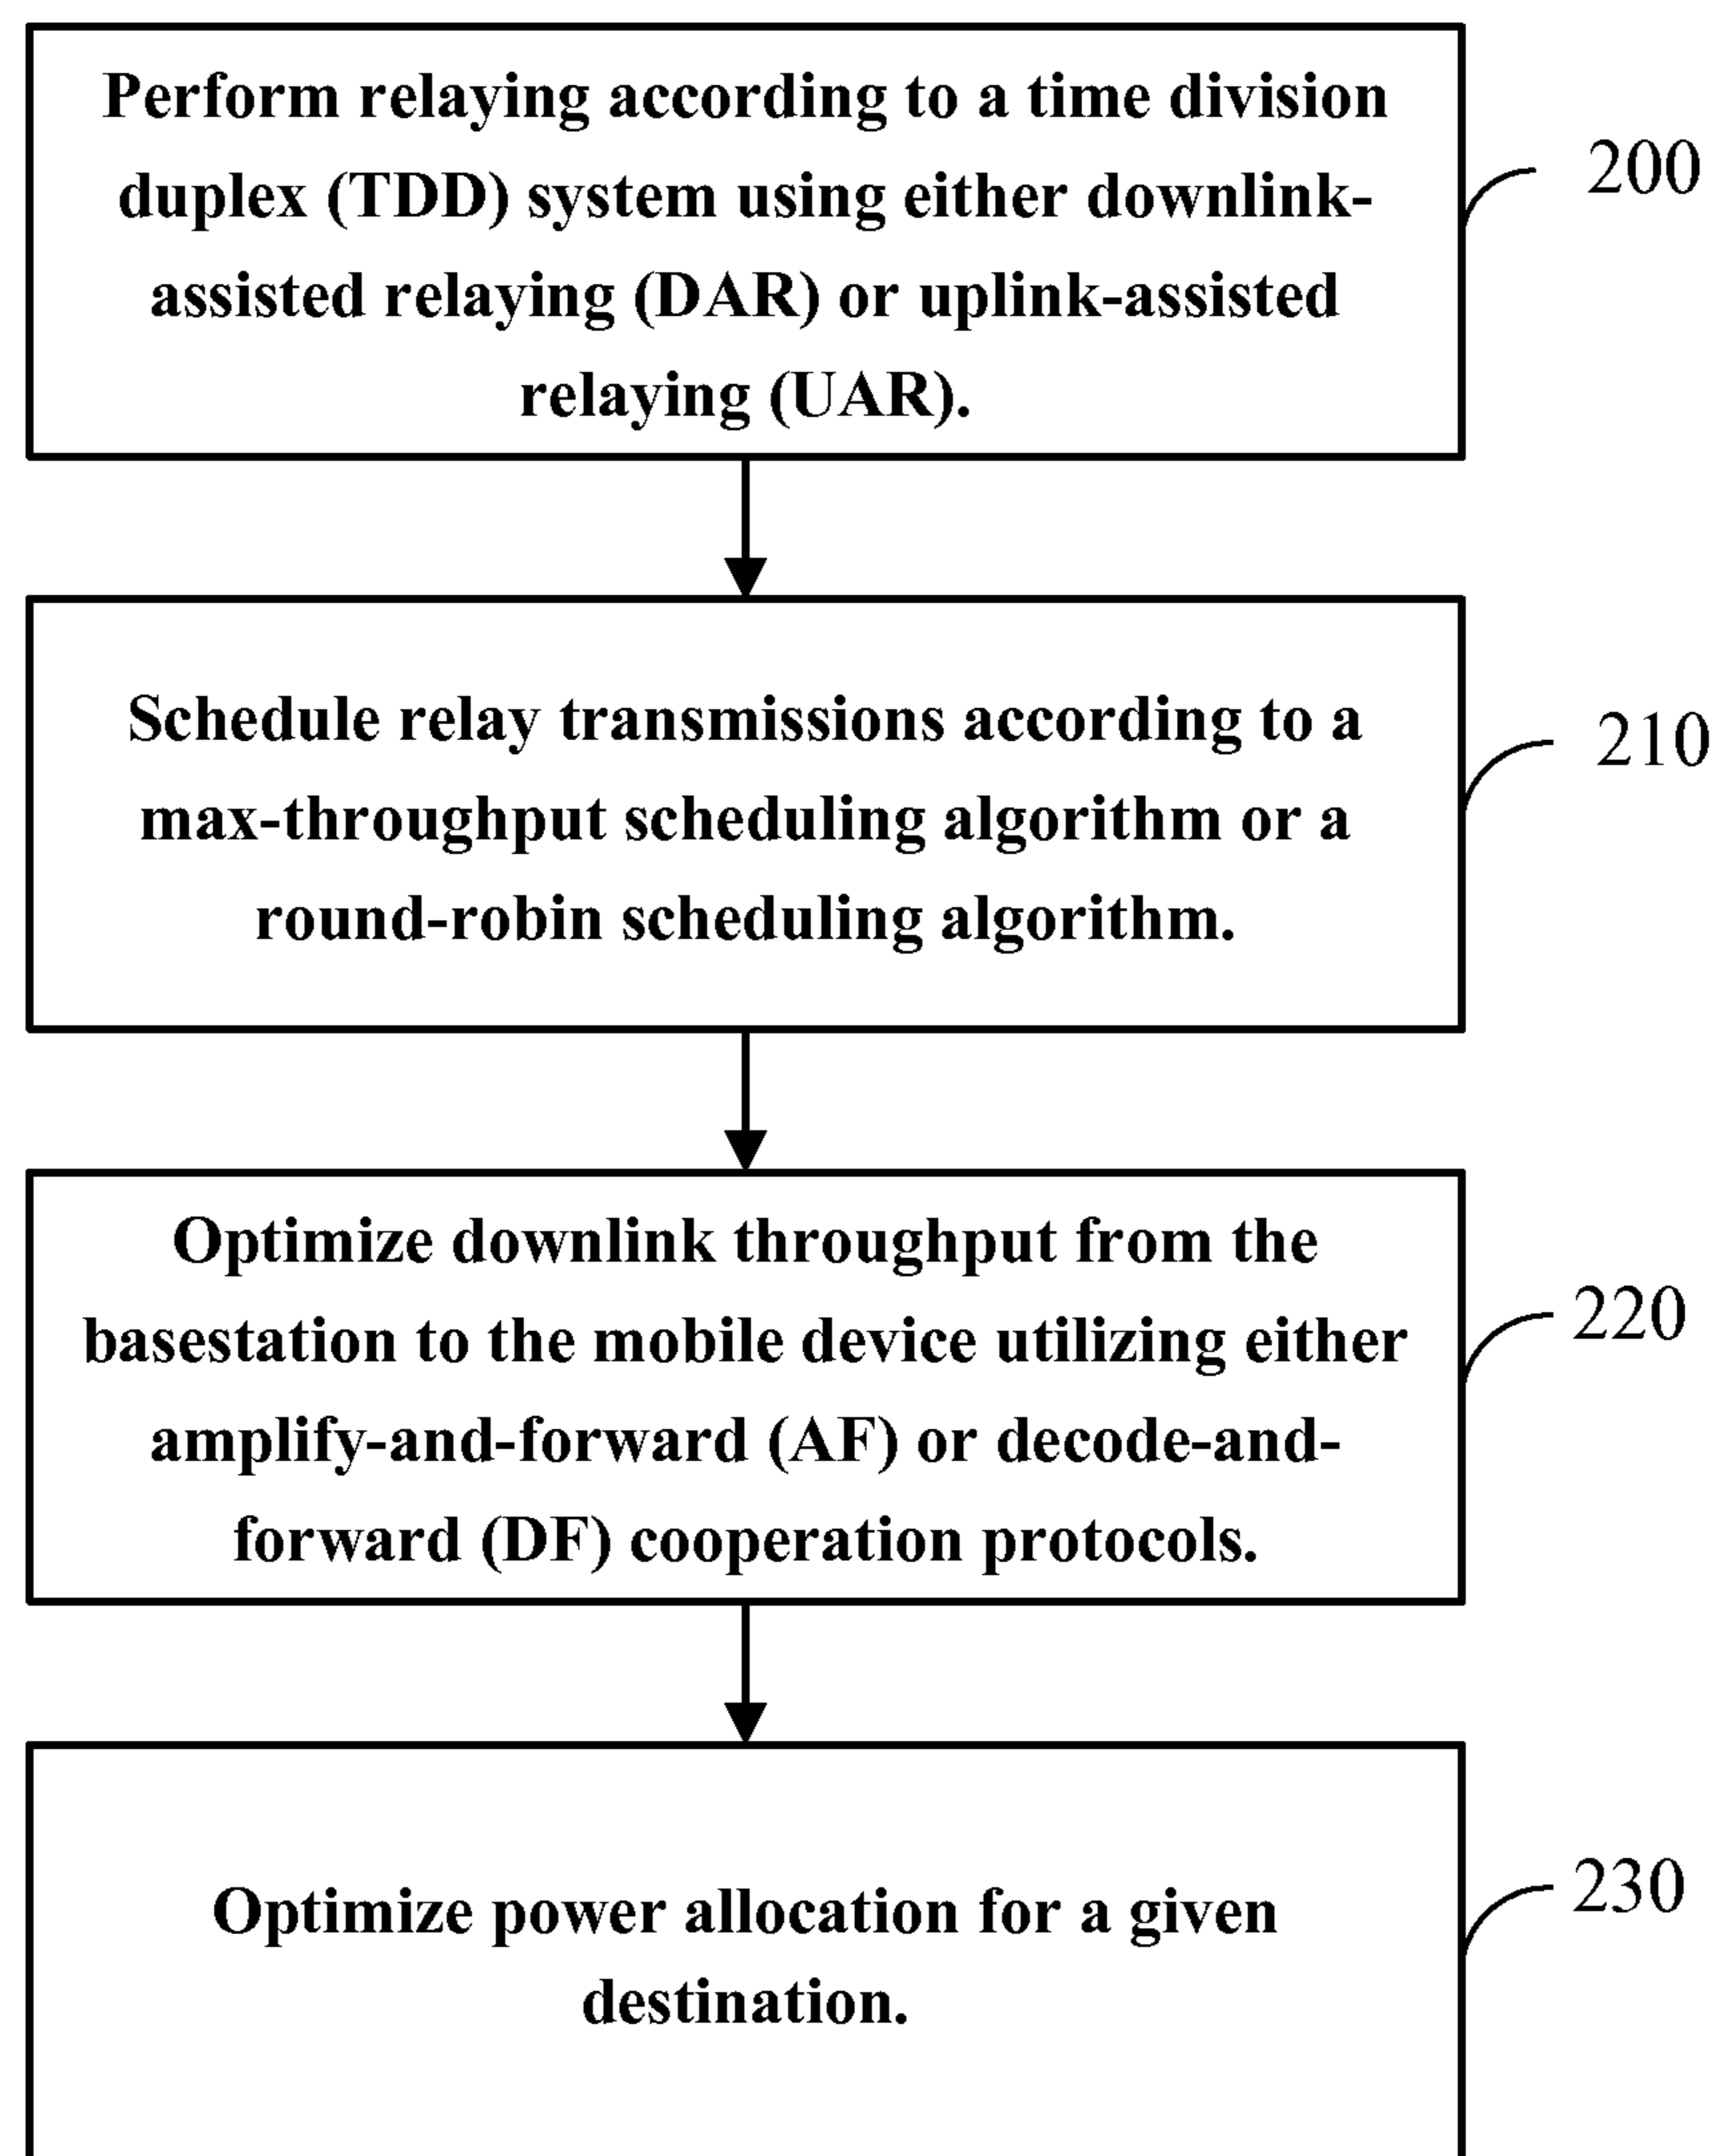 Perform relaying according to a time division
duplex (TDD) system using either downlink-
assisted relaying (DAR) or uplink-assisted
relaying (UAR).
200
Schedule relay transmissions according to a
max-throughput scheduling algorithm or a
round-robin scheduling algorithm.
210
Optimize downlink throughput from the
basestation to the mobile device utilizing either
amplify-and-forward (AF) or decode-and-
forward (DF) cooperation protocols.
220
Optimize power allocation for a given
destination.
230